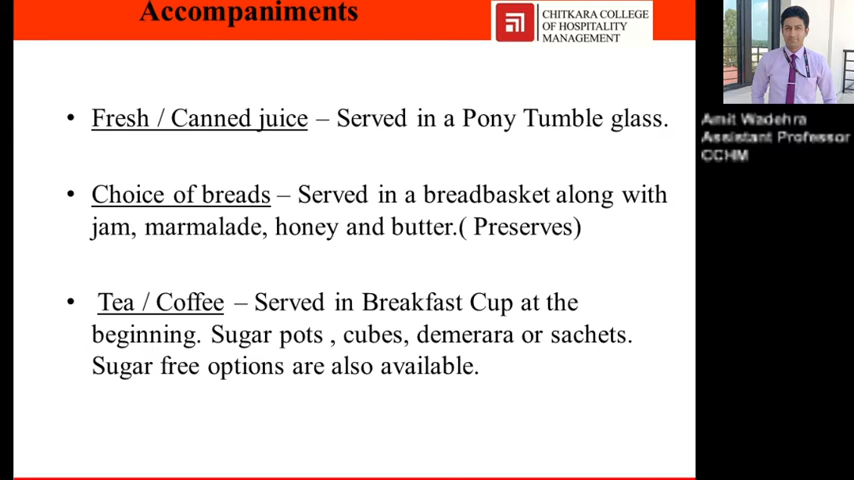 Accompaniments
CHITKARA COLLEGE
OF HOSPITALITY
MANAGEMENT
• Fresh / Canned juice – Served in a Pony Tumble glass.
• Choice of breads – Served in a breadbasket along with
jam, marmalade, honey and butter.( Preserves)
• Tea / Coffee – Served in Breakfast Cup at the
beginning. Sugar pots , cubes, demerara or sachets.
Sugar free options are also available.
Amit Wadehra
Assistant Professor
CCHM